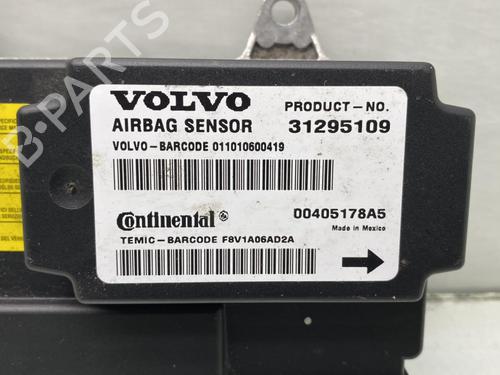 VOLVO
PRODUCT-NO.
AIRBAG SENSOR 31295109
VOLVO-BARCODE 011010600419
Continental 00405178A5
Made in Mexico
TEMIC-BARCODE F8V1A06AD2A
B-PARTS